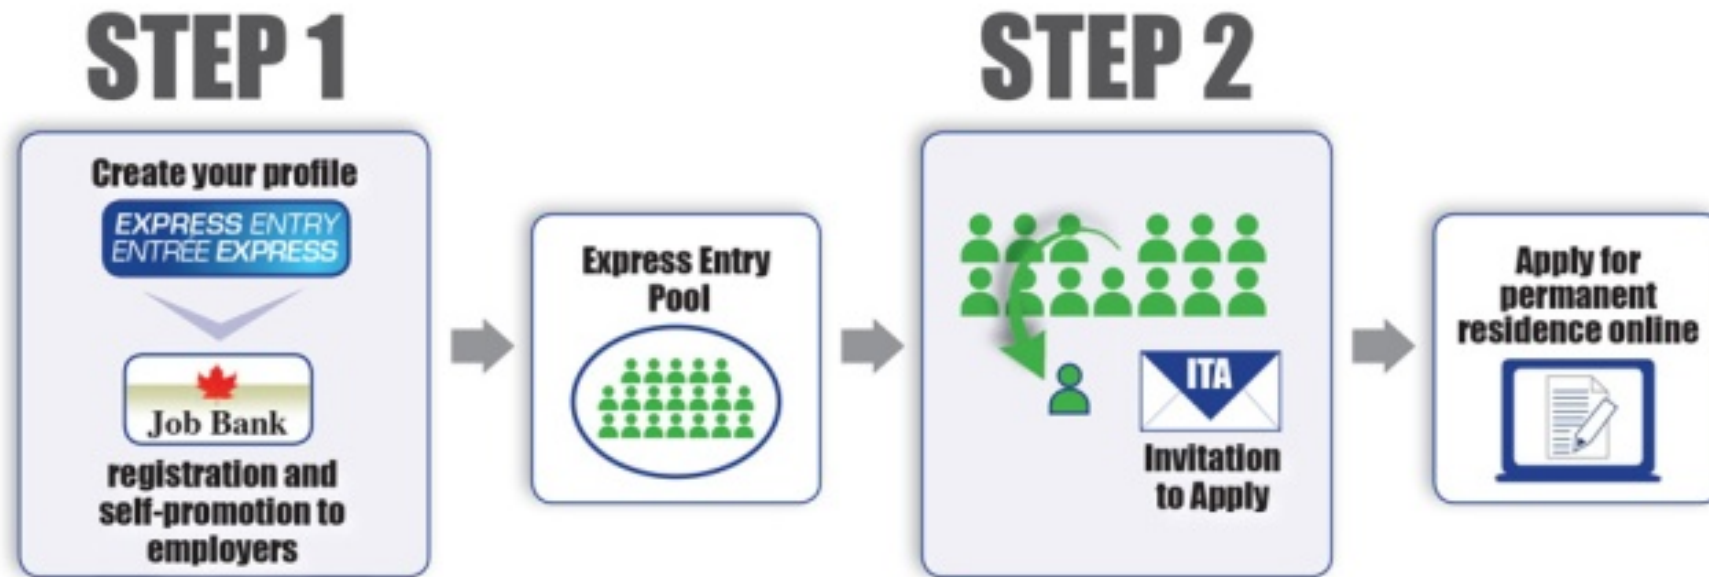 STEP 1
Create your profile
EXPRESS ENTRY
ENTRÉE EXPRESS
Job Bank
registration and
self-promotion to
employers
Express Entry
Pool
STEP 2
ITA
Invitation
to Apply
Apply for
permanent
residence online